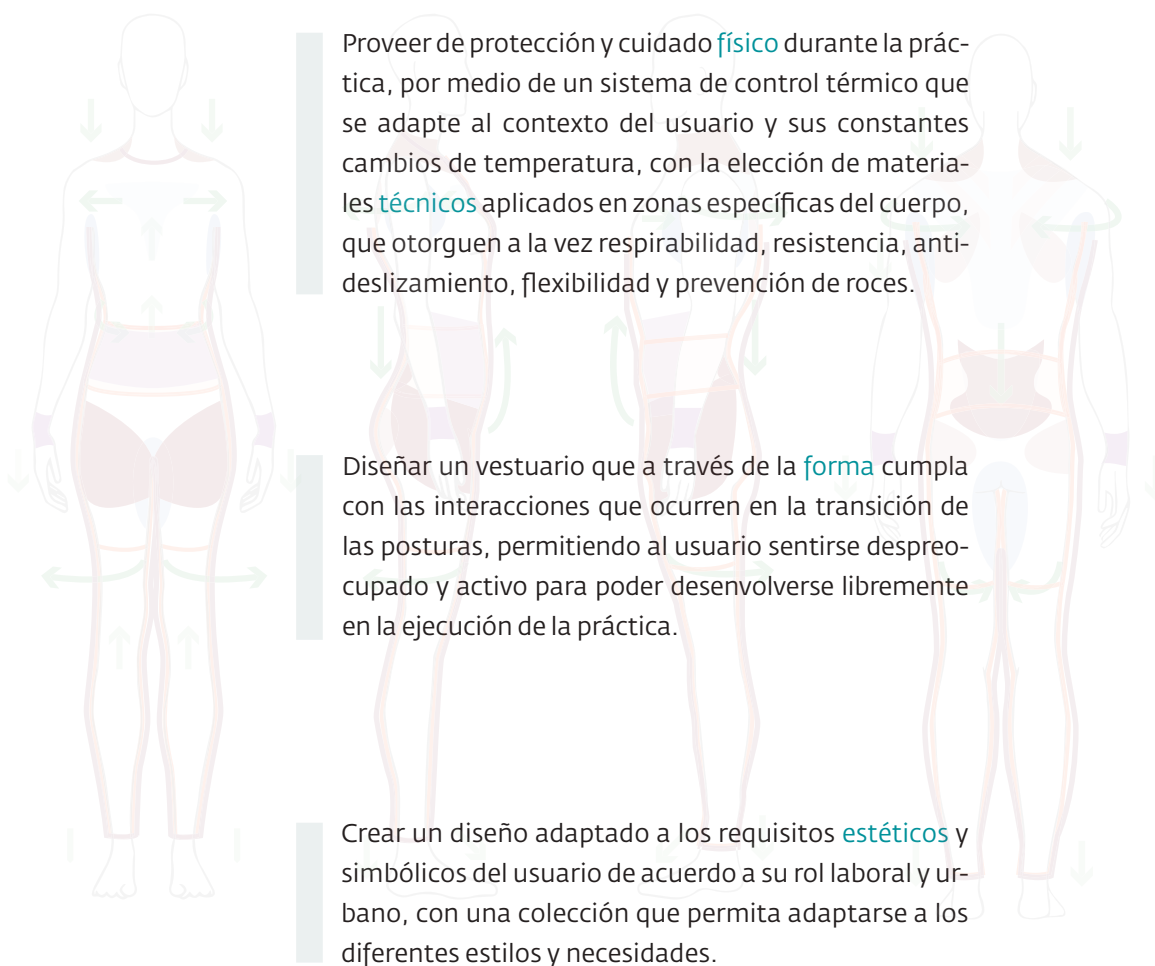 Proveer de protección y cuidado físico durante la prác-
tica, por medio de un sistema de control térmico que
se adapte al contexto del usuario y sus constantes
cambios de temperatura, con la elección de materia-
les técnicos aplicados en zonas específicas del cuerpo,
que otorguen a la vez respirabilidad, resistencia, anti-
deslizamiento, flexibilidad y prevención de roces.
Diseñar un vestuario que a través de la forma cumpla
con las interacciones que ocurren en la transición de
las posturas, permitiendo al usuario sentirse despreo-
cupado y activo para poder desenvolverse libremente
en la ejecución de la práctica.
Crear un diseño adaptado a los requisitos estéticos y
simbólicos del usuario de acuerdo a su rol laboral y ur-
bano, con una colección que permita adaptarse a los
diferentes estilos y necesidades.